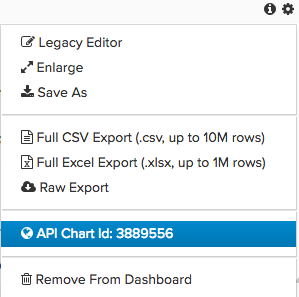 Legacy Editor
Enlarge
Save As
Full CSV Export (.csv, up to 10M rows)
Full Excel Export (.xlsx, up to 1M rows)
Raw Export
API Chart Id: 3889556
Remove From Dashboard